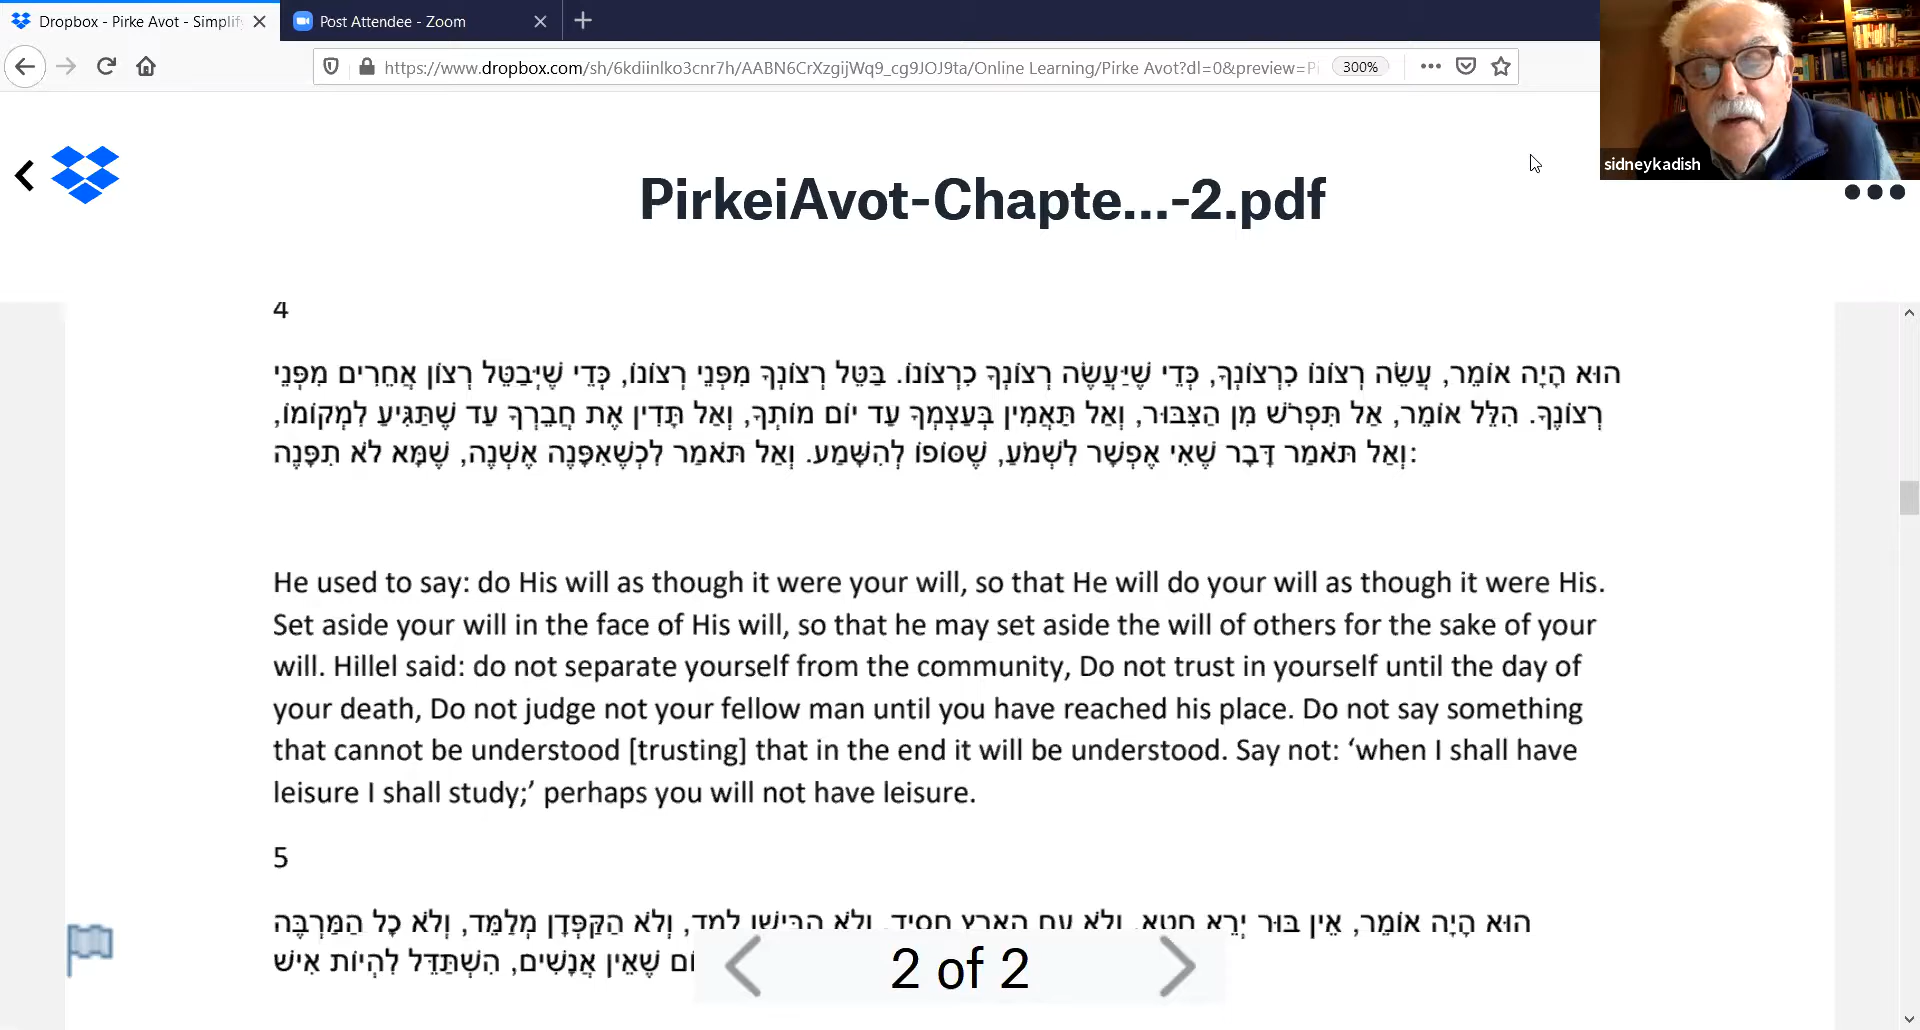 Dropbox - Pirke Avot - Simplify
Post Attendee - Zoom
https://www.dropbox.com/sh/6kdiinlko3cnr7h/AABN6CrXzgijWq9_cg9JOJ9ta/Online Learning/Pirke Avot?dl=0&preview=Pi
300%
sidneykadish
PirkeiAvot-Chapte...-2.pdf
4
הוּא הָיָה אוֹמֵר, עֲשֵׂה רְצוֹנוֹ כִרְצוֹנְךָ, כְּדֵי שֶׁיַּעֲשֶׂה רְצוֹנְךָ כִרְצוֹנוֹ. בַּטֵּל רְצוֹנְךָ מִפְּנֵי רְצוֹנוֹ, כְּדֵי שֶׁיְּבַטֵּל רְצוֹן אֲחֵרִים מִפְּנֵי
רְצוֹנֶךָ. הִלֵּל אוֹמֵר, אַל תִּפְרֹשׁ מִן הַצִּבּוּר, וְאַל תַּאֲמִין בְּעַצְמְךָ עַד יוֹם מוֹתְךָ, וְאַל תָּדִין אֶת חֲבֵרְךָ עַד שֶׁתַּגִּיעַ לִמְקוֹמוֹ,
וְאַל תֹּאמַר דָּבָר שֶׁאִי אֶפְשָׁר לִשְׁמֹעַ, שֶׁסּוֹפוֹ לְהִשָּׁמַע. וְאַל תֹּאמַר לִכְשֶׁאִפָּנֶה אֶשְׁנֶה, שֶׁמָּא לֹא תִפָּנֶה:
He used to say: do His will as though it were your will, so that He will do your will as though it were His.
Set aside your will in the face of His will, so that he may set aside the will of others for the sake of your
will. Hillel said: do not separate yourself from the community, Do not trust in yourself until the day of
your death, Do not judge not your fellow man until you have reached his place. Do not say something
that cannot be understood [trusting] that in the end it will be understood. Say not: ‘when I shall have
leisure I shall study;’ perhaps you will not have leisure.
5
הוּא הָיָה אוֹמֵר, אֵין בּוּר יְרֵא חֵטְא, וְלֹא עַם הָאָרֶץ חָסִיד, וְלֹא הַבַּיְשָׁן לָמֵד, וְלֹא הַקַּפְּדָן מְלַמֵּד, וְלֹא כָל הַמַּרְבֶּה
שֶׁאֵין אֲנָשִׁים, הִשְׁתַּדֵּל לִהְיוֹת אִישׁ
2 of 2